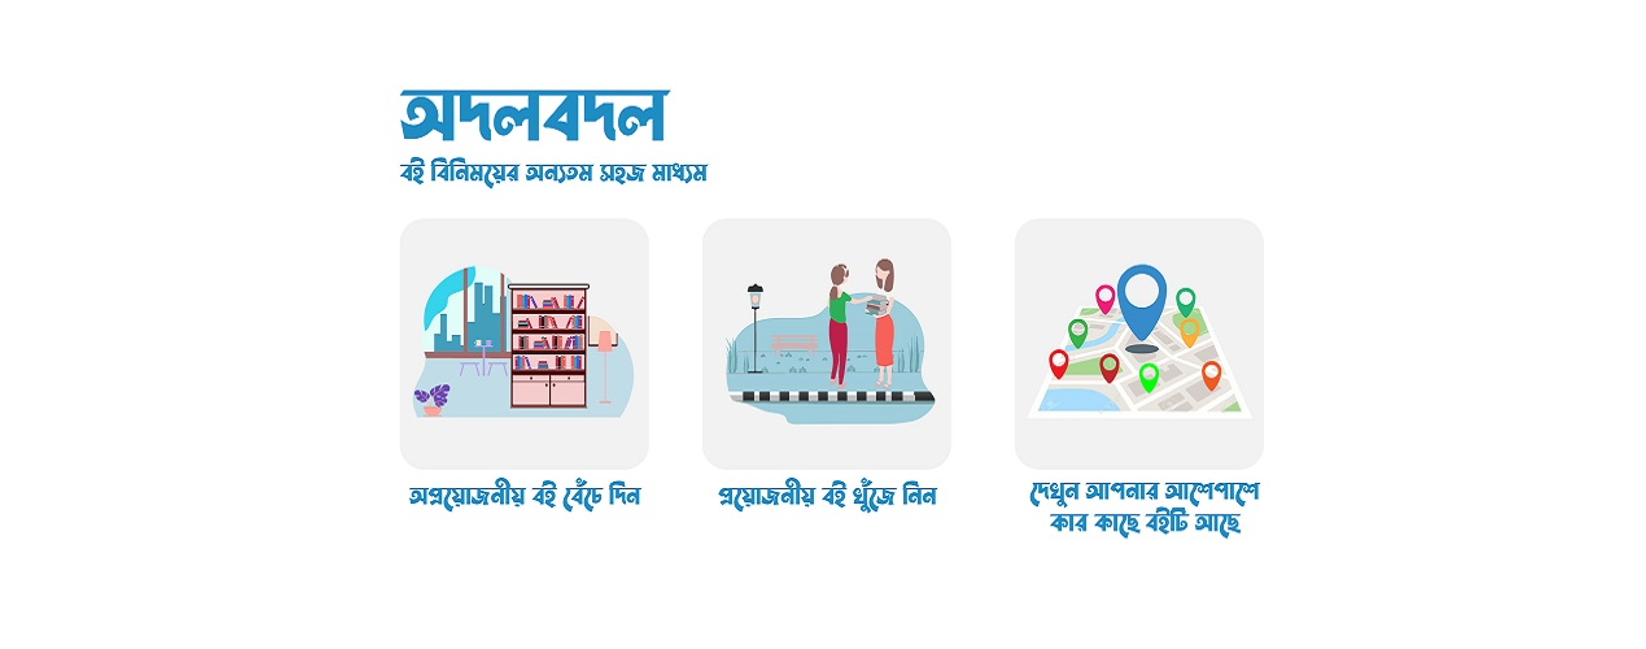 অদলবদল
বই বিনিময়ের অন্যতম সহজ মাধ্যম
অপ্রয়োজনীয় বই বেঁচে দিন
প্রয়োজনীয় বই খুঁজে নিন
দেখুন আপনার আশেপাশে
কার কাছে বইটি আছে